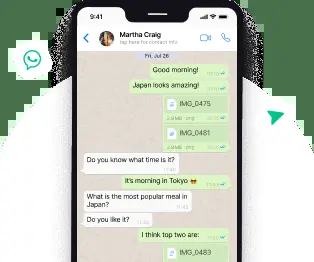 9:41
Martha Craig
tap here for contact info
Fri, Jul 26
Good morning!
Japan looks amazing!
IMG_0475
IMG_0481
Do you know what time is it?
It's morning in Tokyo 😎
What is the most popular meal in
Japan?
Do you like it?
I think top two are:
IMG_0483